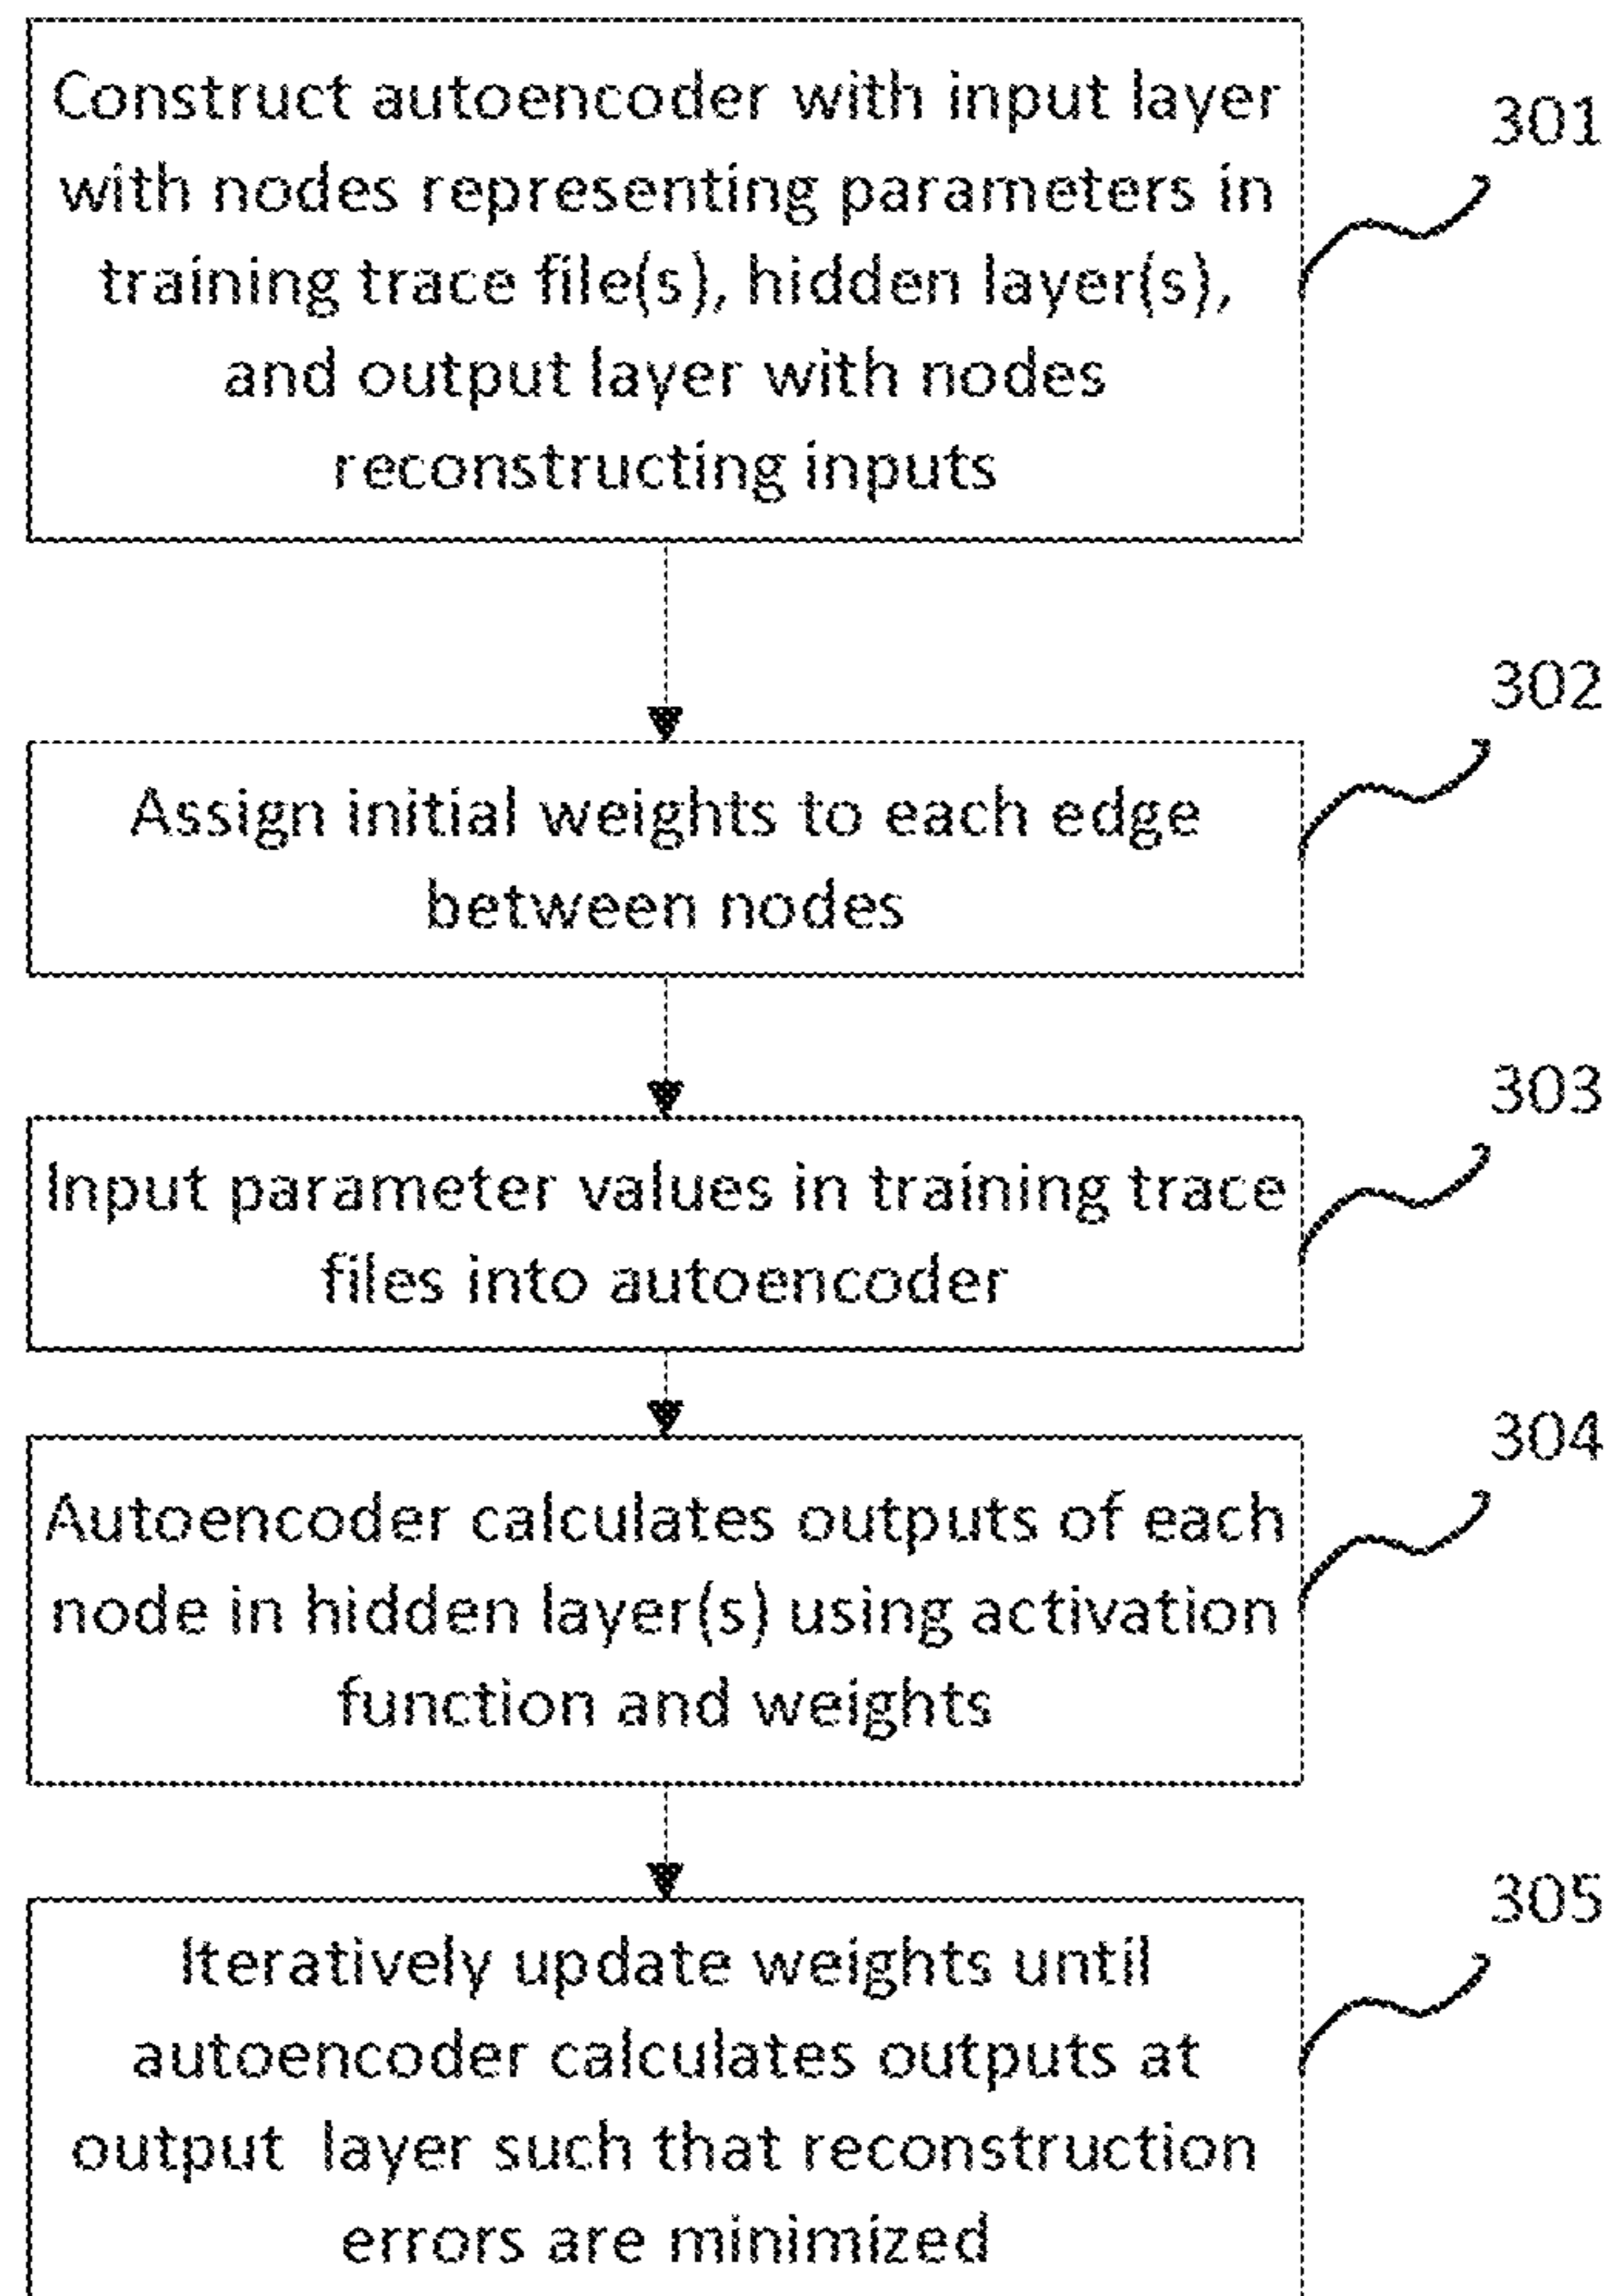 Construct autoencoder with input layer
with nodes representing parameters in
training trace file(s), hidden layer(s),
and output layer with nodes
reconstructing inputs
301
Assign initial weights to each edge
between nodes
302
Input parameter values in training trace
files into autoencoder
303
Autoencoder calculates outputs of each
node in hidden layer(s) using activation
function and weights
304
Iteratively update weights until
autoencoder calculates outputs at
output layer such that reconstruction
errors are minimized
305